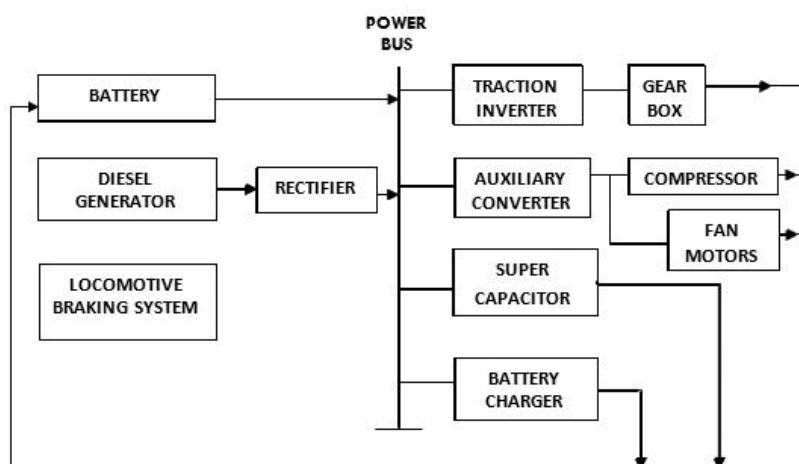 POWER
BUS
BATTERY
TRACTION
INVERTER
GEAR
BOX
DIESEL
GENERATOR
RECTIFIER
AUXILIARY
CONVERTER
COMPRESSOR
FAN
MOTORS
LOCOMOTIVE
BRAKING SYSTEM
SUPER
CAPACITOR
BATTERY
CHARGER